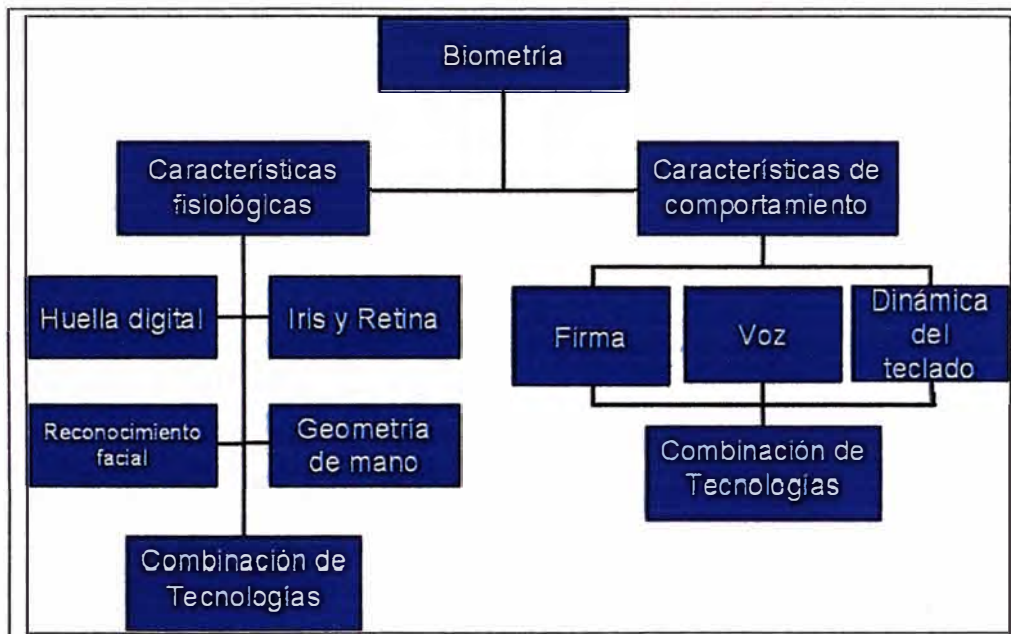 Biometría
Características
fisiológicas
Características de
comportamiento
Huella digital
Iris y Retina
Firma
Voz
Dinámica
del
teclado
Reconocimiento
facial
Geometría
de mano
Combinación de
Tecnologías
Combinación de
Tecnologías